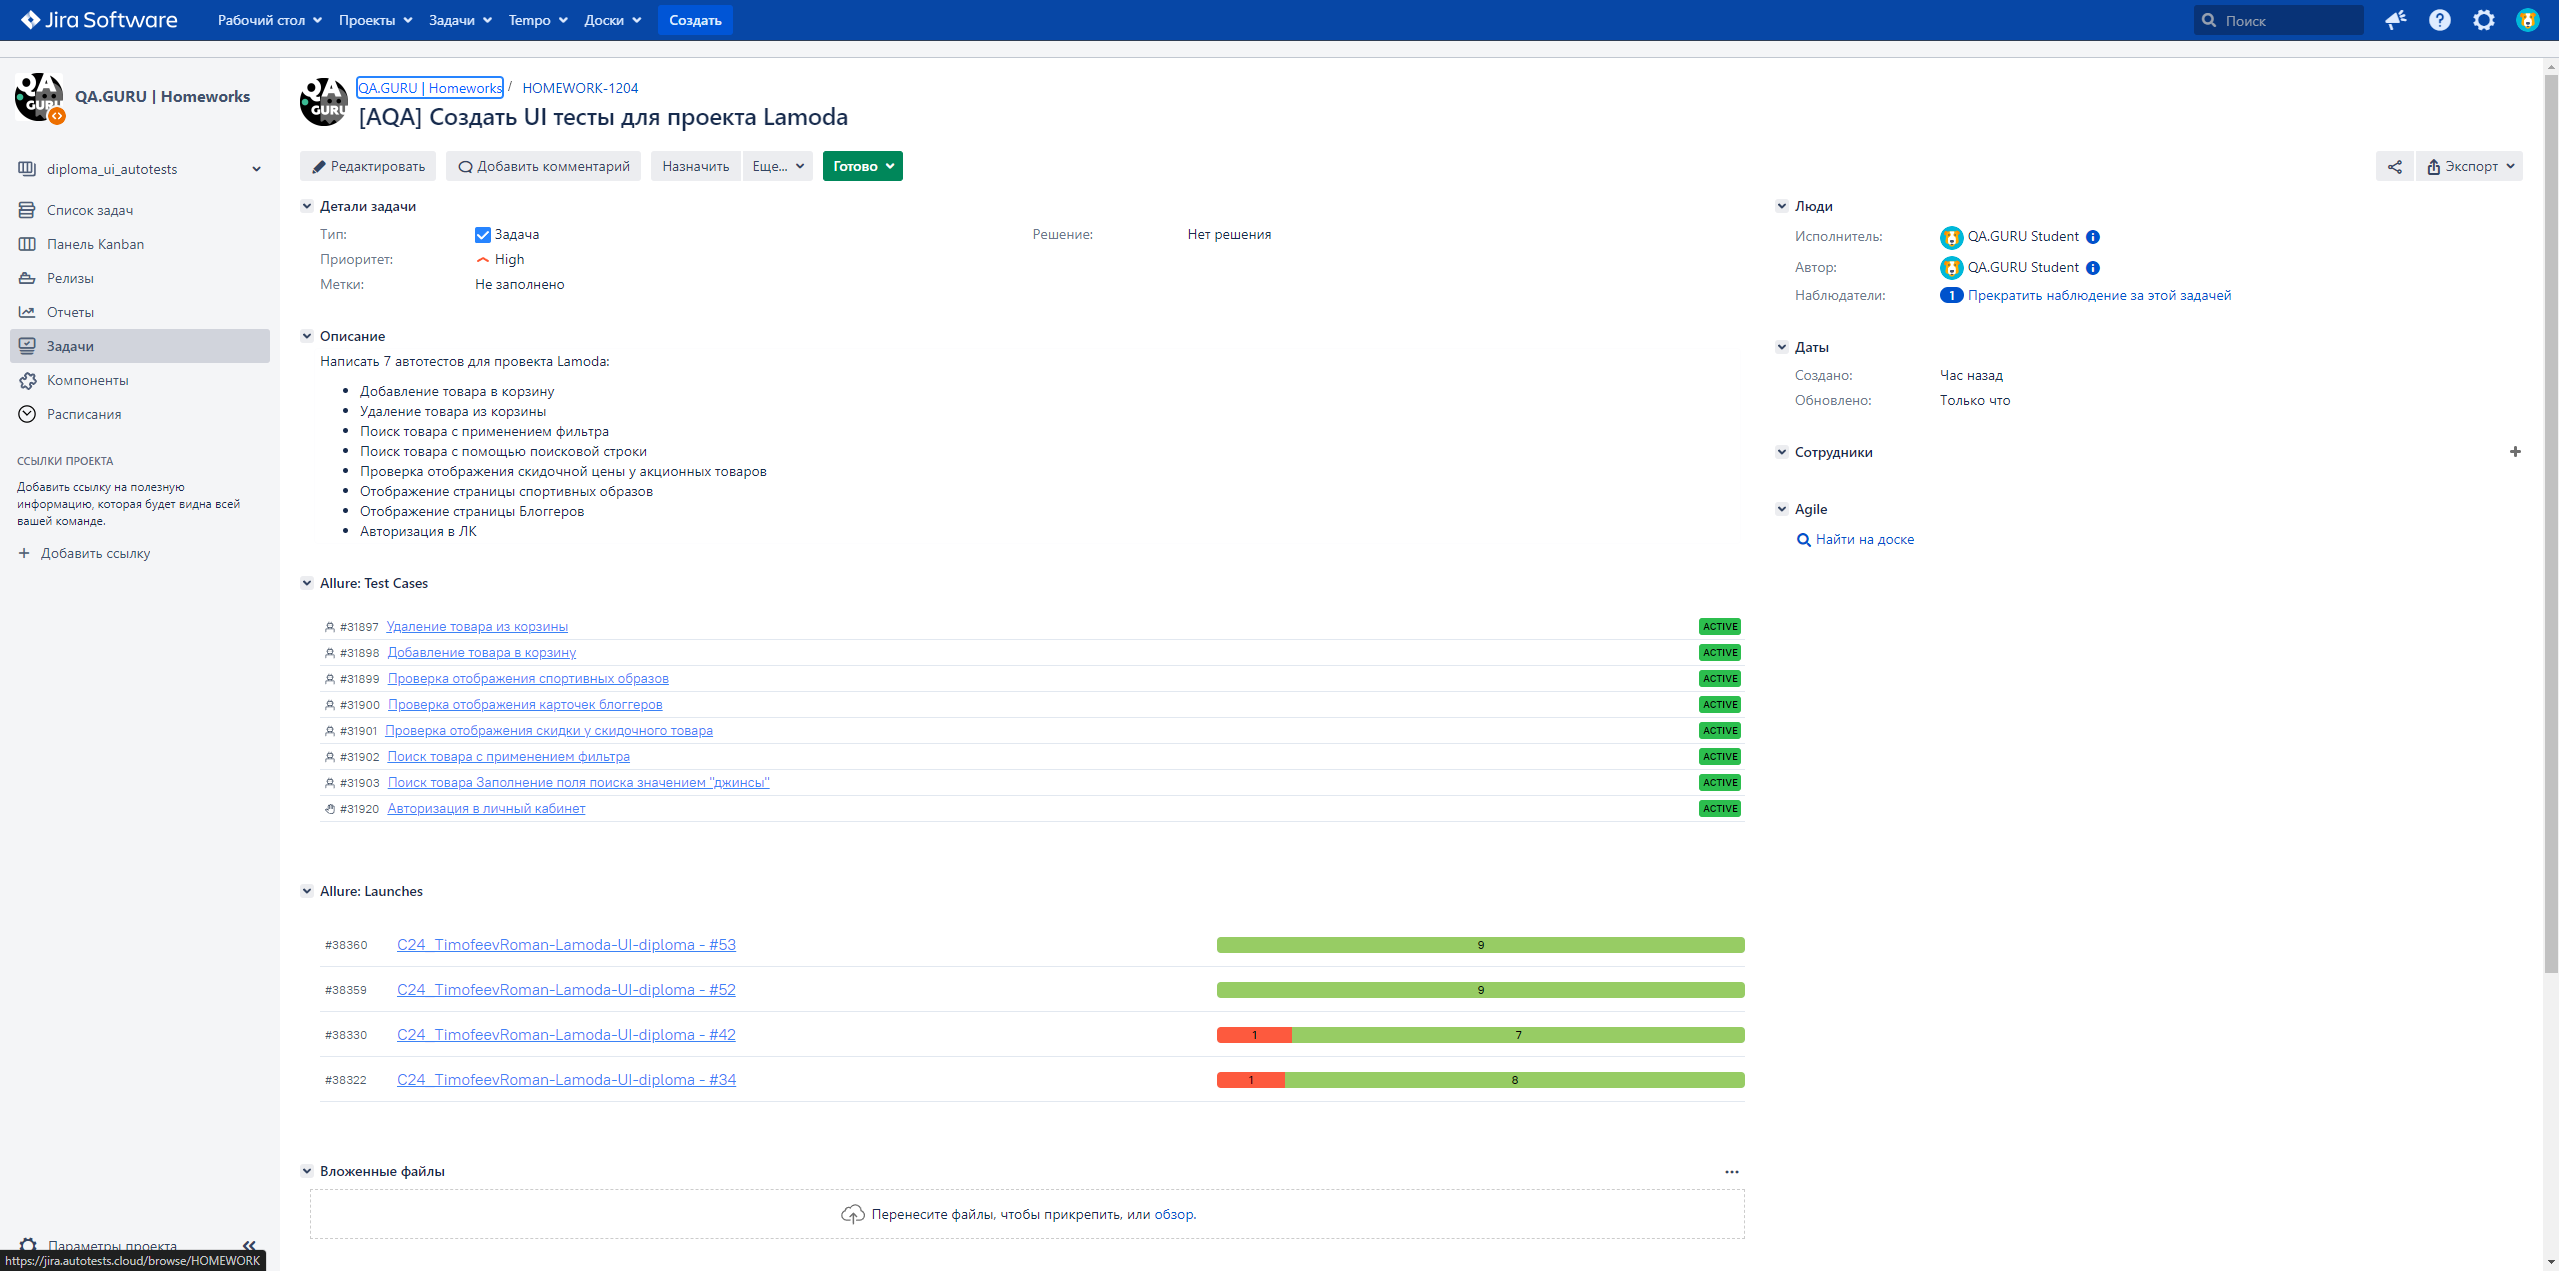 Jira Software
Рабочий стол
Проекты
Задачи
Tempo
Доски
Создать
Поиск
QA.GURU | Homeworks
diploma_ui_autotests
Список задач
Панель Kanban
Релизы
Отчеты
Задачи
Компоненты
Расписания
ССЫЛКИ ПРОЕКТА
Добавить ссылку на полезную
информацию, которая будет видна всей
вашей команде.
+ Добавить ссылку
Параметры проекта
https://jira.autotests.cloud/browse/HOMEWORK
QA GURU
QA.GURU | Homeworks / HOMEWORK-1204
[AQA] Создать UI тесты для проекта Lamoda
Редактировать
Добавить комментарий
Назначить
Еще...
Готово
Экспорт
Детали задачи
Тип: Задача
Решение: Нет решения
Приоритет: High
Метки: Не заполнено
Описание
Написать 7 автотестов для провекта Lamoda:
• Добавление товара в корзину
• Удаление товара из корзины
• Поиск товара с применением фильтра
• Поиск товара с помощью поисковой строки
• Проверка отображения скидочной цены у акционных товаров
• Отображение страницы спортивных образов
• Отображение страницы Блоггеров
• Авторизация в ЛК
Allure: Test Cases
#31897 Удаление товара из корзины ACTIVE
#31898 Добавление товара в корзину ACTIVE
#31899 Проверка отображения спортивных образов ACTIVE
#31900 Проверка отображения карточек блоггеров ACTIVE
#31901 Проверка отображения скидки у скидочного товара ACTIVE
#31902 Поиск товара с применением фильтра ACTIVE
#31903 Поиск товара Заполнение поля поиска значением "джинсы" ACTIVE
#31920 Авторизация в личный кабинет ACTIVE
Allure: Launches
#38360 C24_TimofeevRoman-Lamoda-UI-diploma - #53 9
#38359 C24_TimofeevRoman-Lamoda-UI-diploma - #52 9
#38330 C24_TimofeevRoman-Lamoda-UI-diploma - #42 1 7
#38322 C24_TimofeevRoman-Lamoda-UI-diploma - #34 1 8
Вложенные файлы
Перенесите файлы, чтобы прикрепить, или обзор.
Люди
Исполнитель: QA.GURU Student
Автор: QA.GURU Student
Наблюдатели: 1 Прекратить наблюдение за этой задачей
Даты
Создано: Час назад
Обновлено: Только что
Сотрудники
Agile
Найти на доске